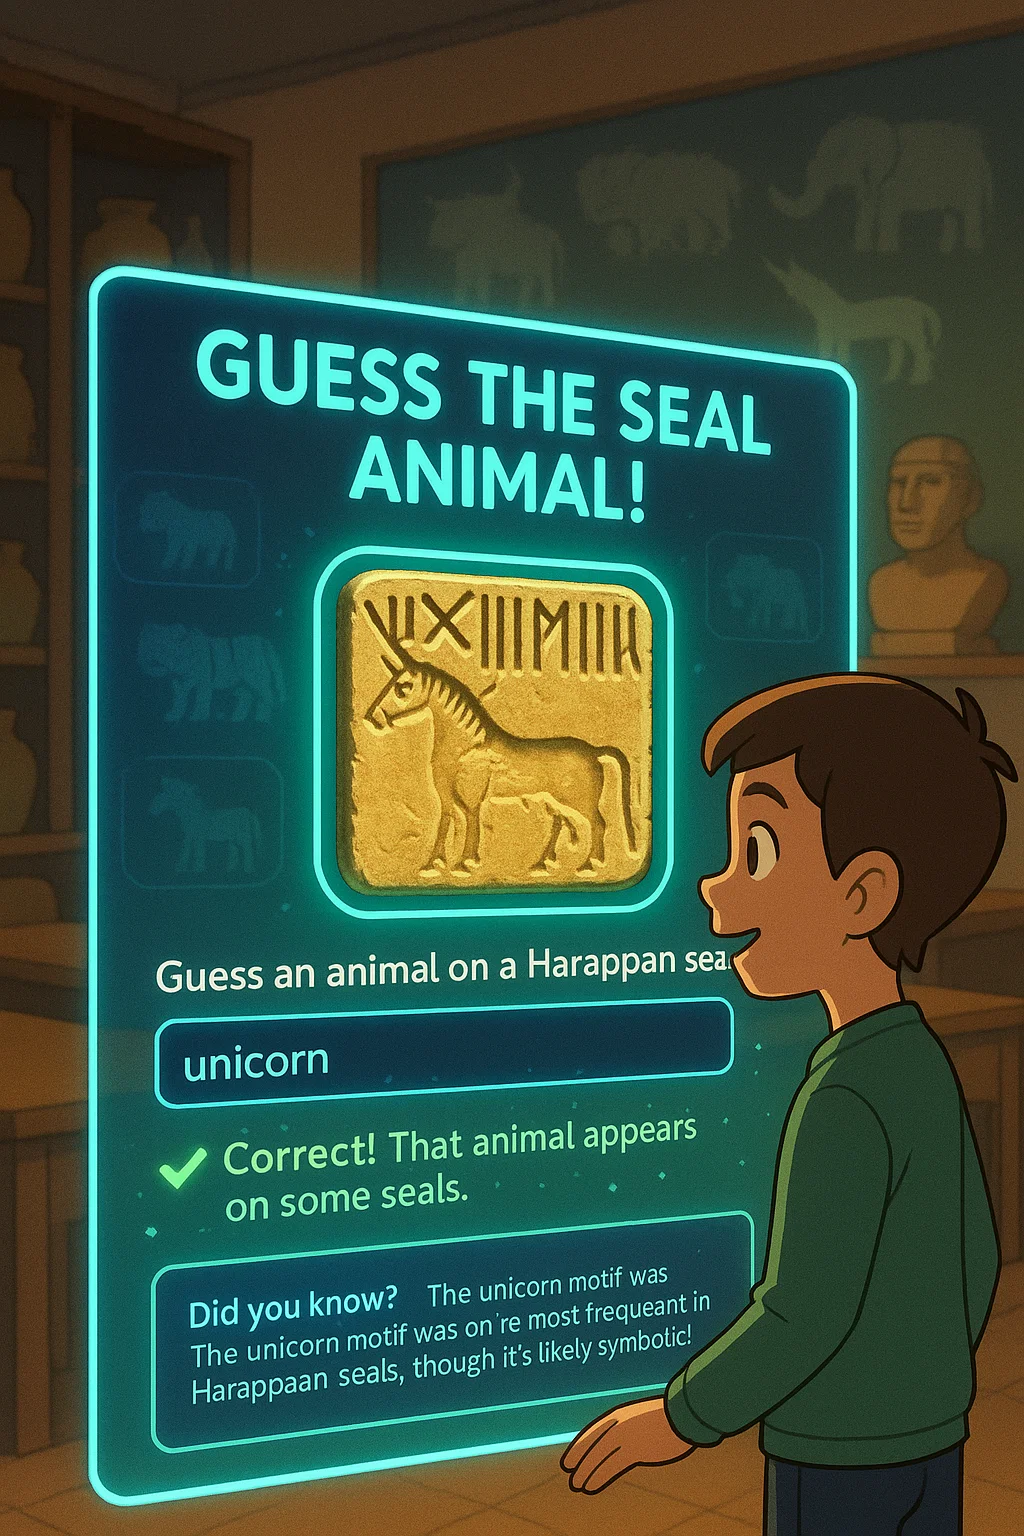 GUESS THE SEAL
ANIMAL!
Guess an animal on a Harappan sea
unicorn
Correct! That animal appears
on some seals.
Did you know? The unicorn motif was
The unicorn motif was on're most frequeant in
Harappaan seals, though it's likely symbotic!